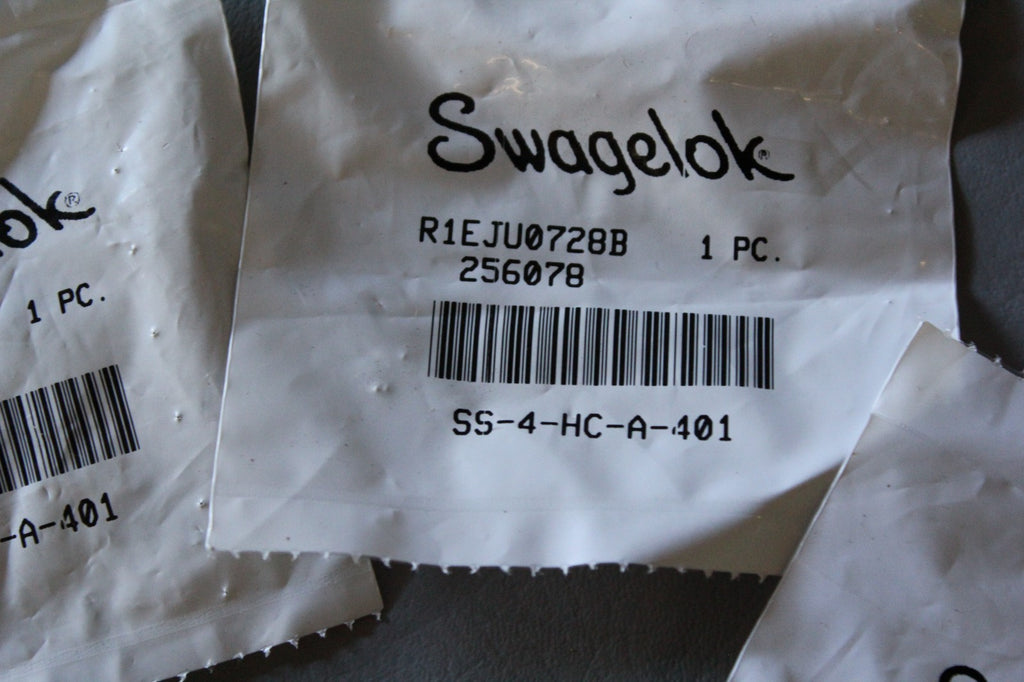 Swagelok®
R1EJU0728B 1 PC.
256078
SS-4-HC-A-401
ok®
1 PC.
-A-401